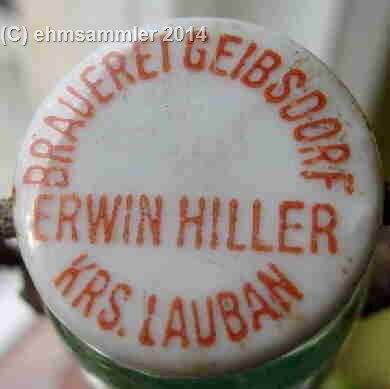 (C) ehmsammler 2014
BRAUEREI GEIBSDORF
ERWIN HILLER
KRS. LAUBAN